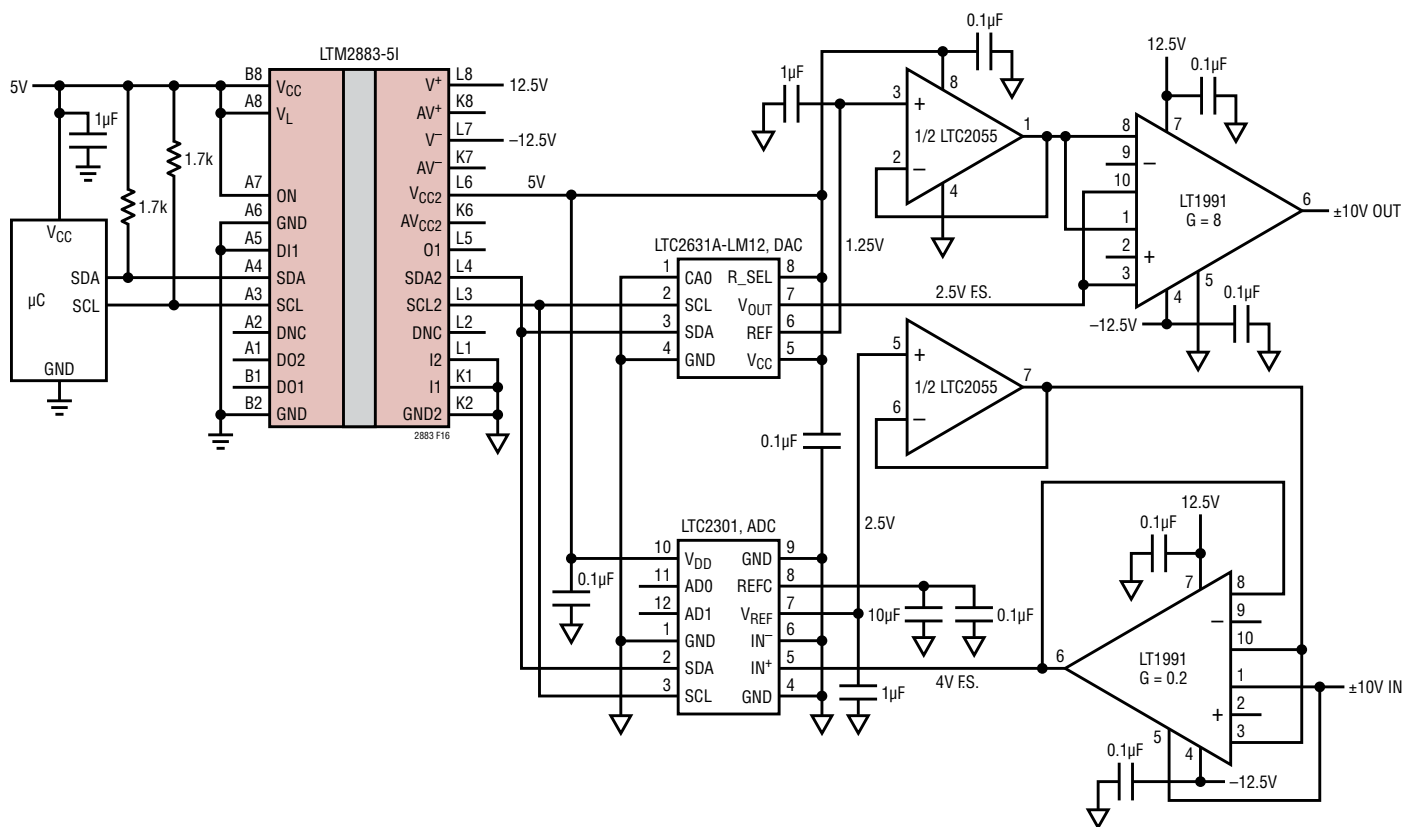 LTM2883-5I
5V
1µF
1.7k
1.7k
B8 VCC
A8 VL
A7 ON
A6 GND
A5 DI1
A4 SDA
A3 SCL
A2 DNC
A1 DO2
B1 DO1
B2 GND
V+ L8 12.5V
AV+ K8
V− L7 −12.5V
AV− K7
VCC2 L6 5V
AVCC2 K6
O1 L5
SDA2 L4
SCL2 L3
DNC L2
I2 L1
I1 K1
GND2 K2
2883 F16
VCC
SDA
µC
SCL
GND
0.1µF
1µF
8
3 +
1/2 LTC2055
1
2 −
4
1.25V
12.5V
0.1µF
7
8
9 −
10
LT1991
G = 8
6
±10V OUT
1
2 +
3
5
4
0.1µF
−12.5V
LTC2631A-LM12, DAC
1 CA0 R_SEL 8
2 SCL VOUT 7
3 SDA REF 6
4 GND VCC 5
2.5V F.S.
5 +
1/2 LTC2055
7
6 −
0.1µF
2.5V
LTC2301, ADC
10 VDD GND 9
11 AD0 REFC 8
12 AD1 VREF 7
1 GND IN− 6
2 SDA IN+ 5
3 SCL GND 4
0.1µF
10µF
0.1µF
1µF
4V F.S.
12.5V
0.1µF
7
8
9 −
10
6
LT1991
G = 0.2
1
±10V IN
2 +
3
5
4
0.1µF
−12.5V